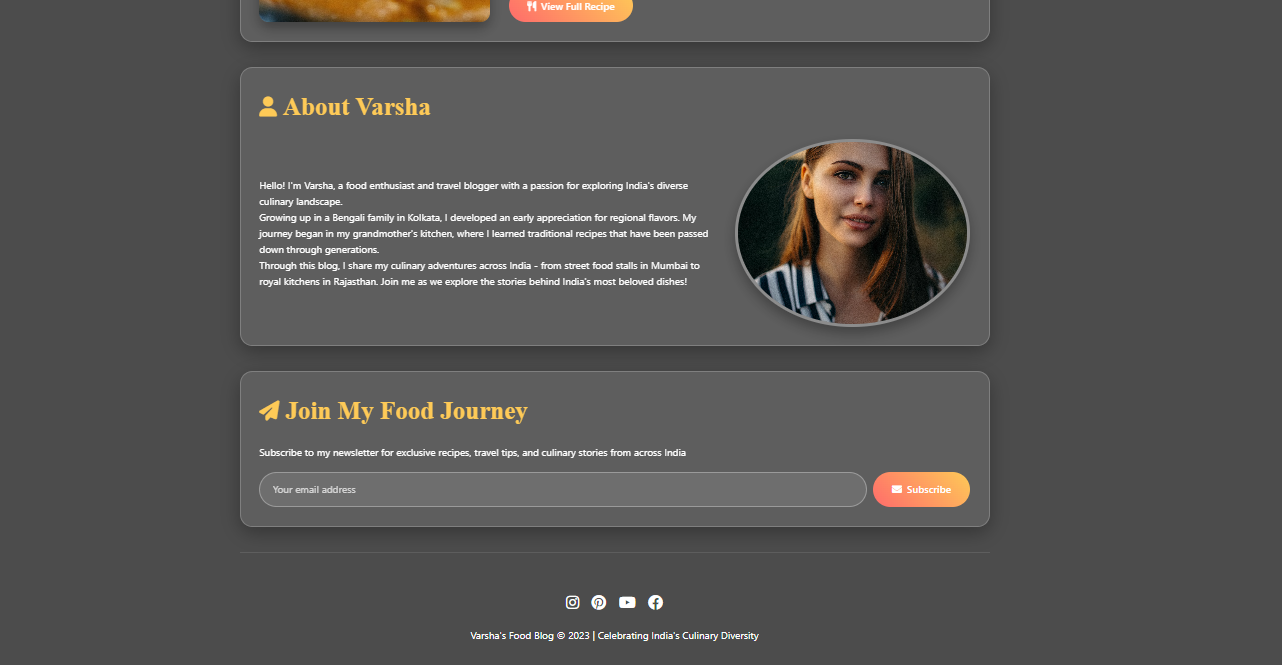 View Full Recipe
About Varsha
Hello! I'm Varsha, a food enthusiast and travel blogger with a passion for exploring India's diverse
culinary landscape.
Growing up in a Bengali family in Kolkata, I developed an early appreciation for regional flavors. My
journey began in my grandmother's kitchen, where I learned traditional recipes that have been passed
down through generations.
Through this blog, I share my culinary adventures across India - from street food stalls in Mumbai to
royal kitchens in Rajasthan. Join me as we explore the stories behind India's most beloved dishes!
Join My Food Journey
Subscribe to my newsletter for exclusive recipes, travel tips, and culinary stories from across India
Your email address
Subscribe
Varsha's Food Blog © 2023 | Celebrating India's Culinary Diversity